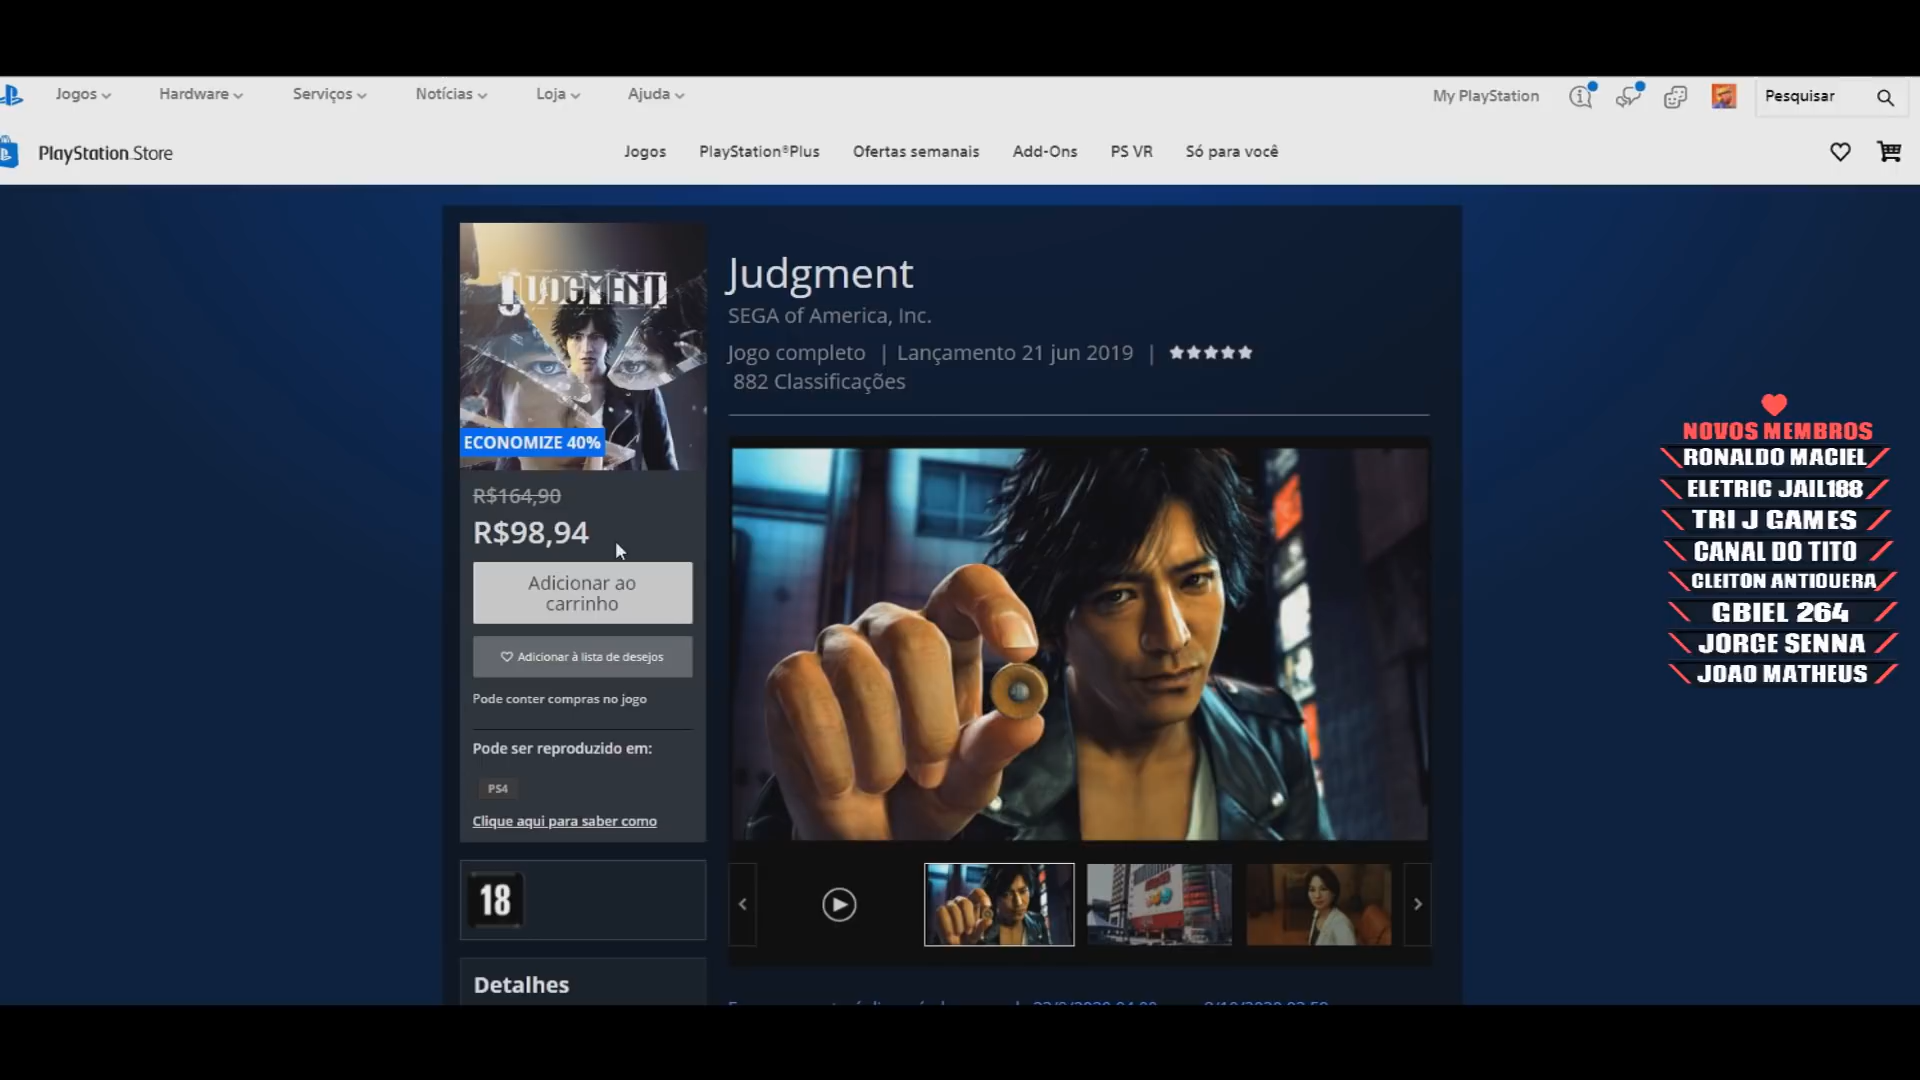 Jogos
Hardware
Serviços
Notícias
Loja
Ajuda
My PlayStation
Pesquisar
PlayStation Store
Jogos
PlayStation®Plus
Ofertas semanais
Add-Ons
PS VR
Só para você
JUDGMENT
ECONOMIZE 40%
R$164,90
R$98,94
Adicionar ao
carrinho
Adicionar à lista de desejos
Pode conter compras no jogo
Pode ser reproduzido em:
PS4
Clique aqui para saber como
18
Detalhes
Judgment
SEGA of America, Inc.
Jogo completo | Lançamento 21 jun 2019 |
882 Classificações
NOVOS MEMBROS
RONALDO MACIEL
ELETRIC JAIL188
TRI J GAMES
CANAL DO TITO
CLEITON ANTIQUERA
GBIEL 264
JORGE SENNA
JOAO MATHEUS